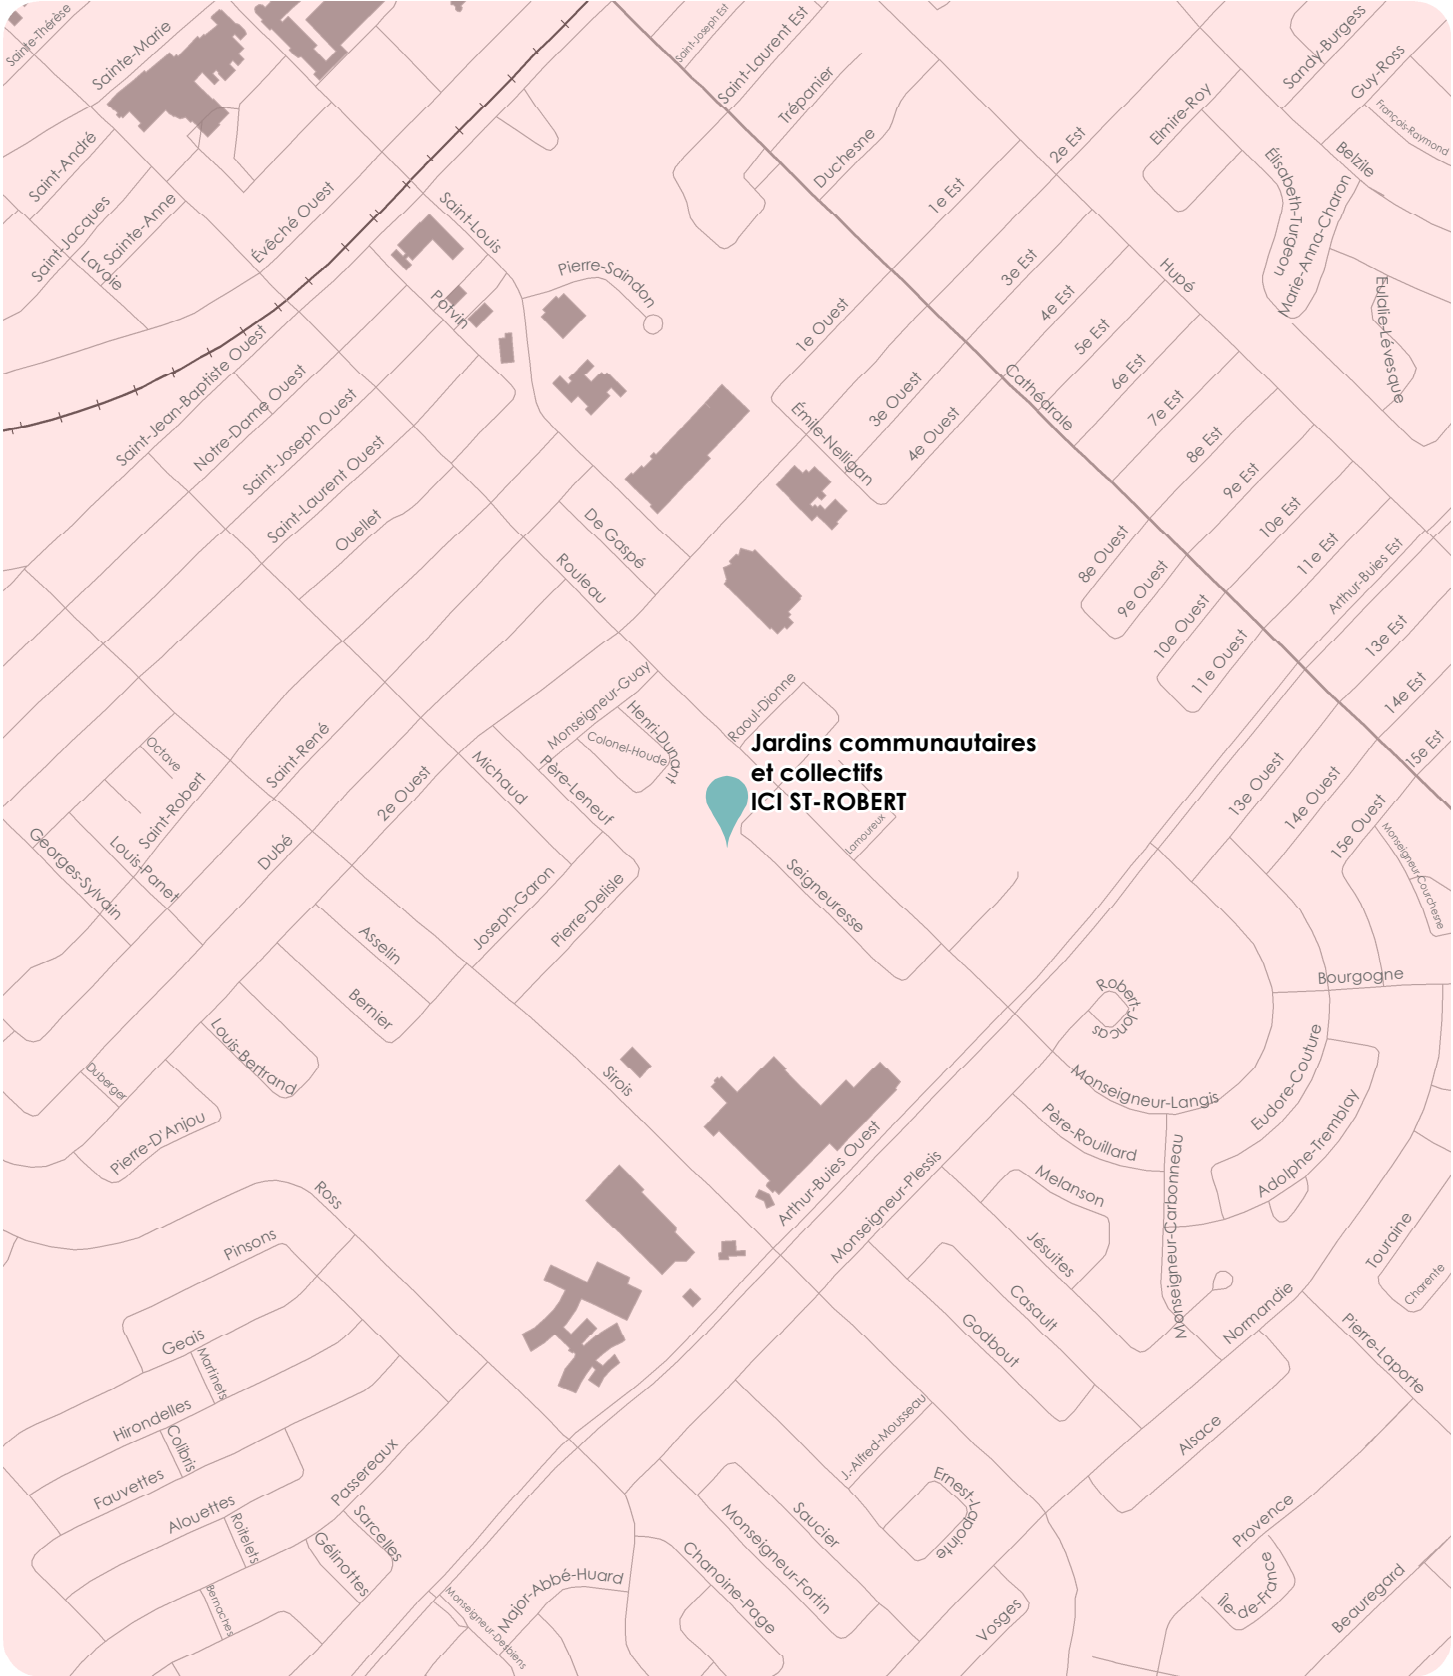 Sainte-Thérèse
Sainte-Marie
Saint-Joseph Est
Saint-Laurent Est
Trépanier
Duchesne
1e Est
2e Est
Elmire-Roy
Sandy-Burgess
Guy-Ross
François-Raymond
Belzile
Élisabeth-Turgeon
Marie-Anna-Charon
Eulalie-Lévesque
Hupé
Saint-André
Saint-Jacques
Sainte-Anne
Lavoie
Évêché Ouest
Saint-Louis
Pierre-Saindon
Potvin
3e Est
4e Est
5e Est
6e Est
7e Est
8e Est
9e Est
10e Est
11e Est
Arthur-Buies Est
13e Est
14e Est
15e Est
Cathédrale
1e Ouest
3e Ouest
4e Ouest
Émile-Nelligan
Saint-Jean-Baptiste Ouest
Notre-Dame Ouest
Saint-Joseph Ouest
Saint-Laurent Ouest
Ouellet
De Gaspé
Rouleau
8e Ouest
9e Ouest
10e Ouest
11e Ouest
Monseigneur-Guay
Henri-Dunant
Colonel-Houde
Raoul-Dionne
Jardins communautaires
et collectifs
ICI ST-ROBERT
Octave
Saint-Robert
Saint-René
2e Ouest
Michaud
Père-Leneuf
Lamoureux
Seigneuresse
13e Ouest
14e Ouest
15e Ouest
Monseigneur-Courchesne
Georges-Sylvain
Louis-Panet
Dubé
Joseph-Garon
Pierre-Delisle
Asselin
Bernier
Louis-Bertrand
Duberger
Pierre-D'Anjou
Sirois
Bourgogne
Robert-
Joncas
Monseigneur-Langis
Eudore-Couture
Adolphe-Tremblay
Père-Rouillard
Monseigneur-Carbonneau
Melanson
Jésuites
Arthur-Buies Ouest
Monseigneur-Plessis
Touraine
Charente
Ross
Pinsons
Geais
Martinets
Hirondelles
Colibris
Fauvettes
Alouettes
Roitelets
Bernaches
Passereaux
Sarcelles
Gélinottes
Casault
Godbout
Normandie
Pierre-Laporte
Alsace
J.-Alfred-Mousseau
Ernest-Lapointe
Saucier
Monseigneur-Fortin
Chanoine-Page
Major-Abbé-Huard
Monseigneur-Desbiens
Vosges
Provence
Île-
de-France
Beauregard